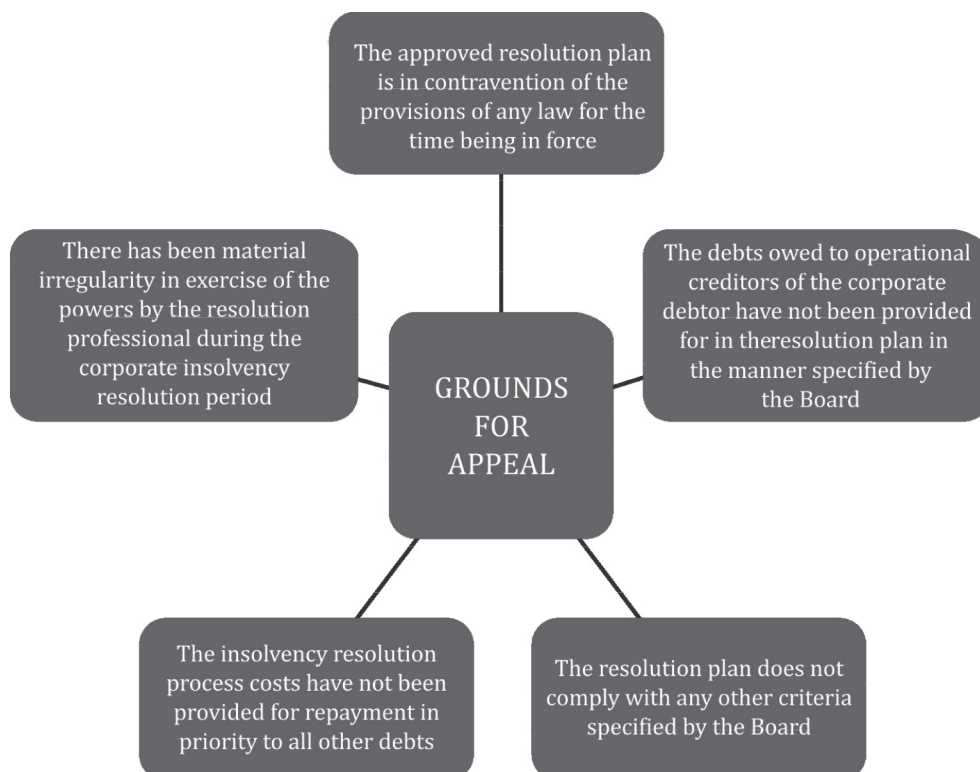 The approved resolution plan
is in contravention of the
provisions of any law for the
time being in force
There has been material
irregularity in exercise of the
powers by the resolution
professional during the
corporate insolvency
resolution period
The debts owed to operational
creditors of the corporate
debtor have not been provided
for in theresolution plan in
the manner specified by
the Board
GROUNDS
FOR
APPEAL
The insolvency resolution
process costs have not been
provided for repayment in
priority to all other debts
The resolution plan does not
comply with any other criteria
specified by the Board